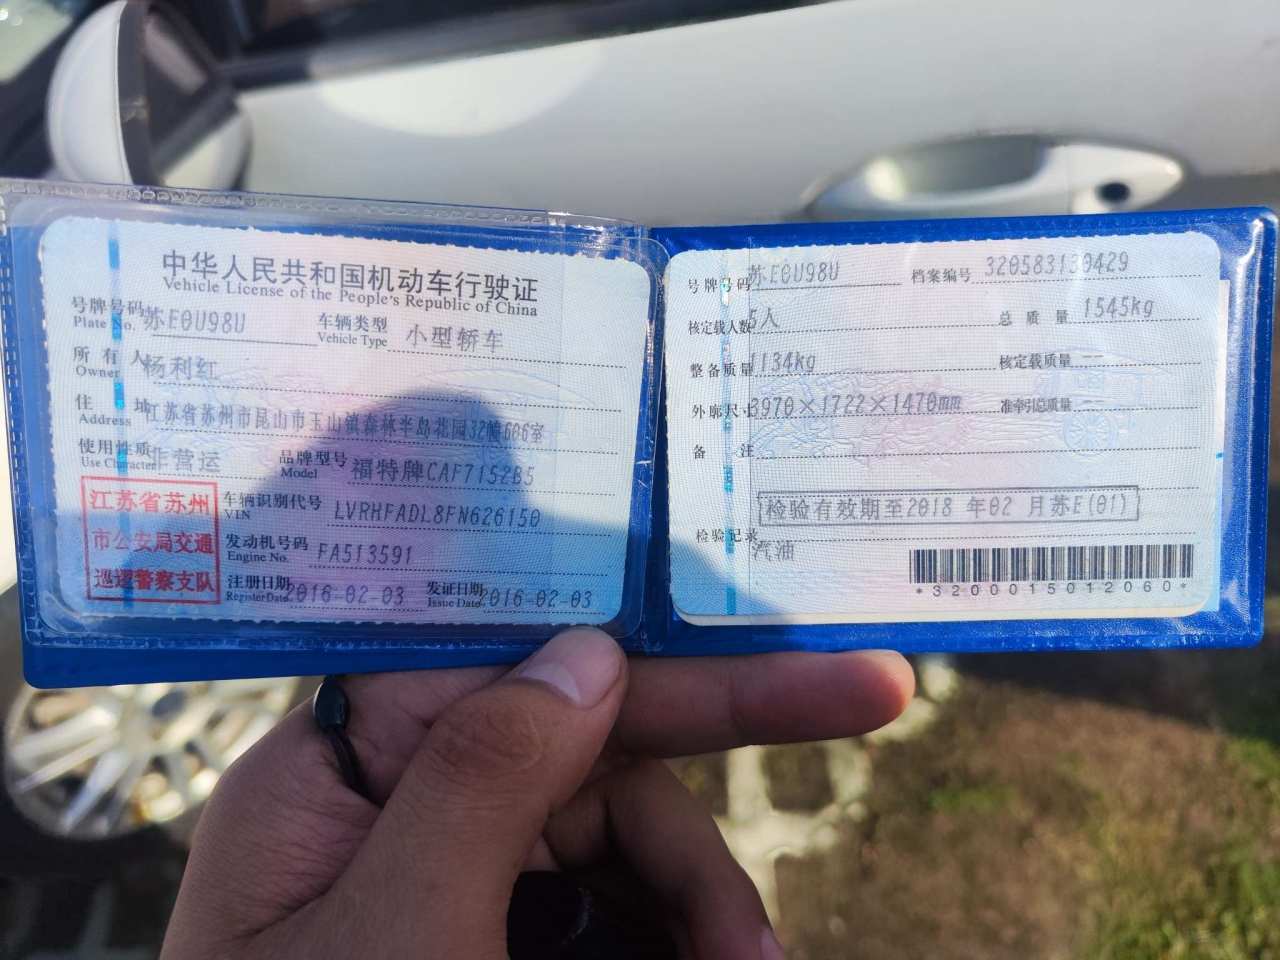 中华人民共和国机动车行驶证
Vehicle License of the People's Republic of China
号牌号码 苏E0U98U 车辆类型 小型轿车
Plate No. Vehicle Type
所有人 杨利红
Owner
住址 江苏省苏州市昆山市玉山镇森林半岛花园32幢606室
Address
使用性质 非营运 品牌型号 福特牌CAF7152B5
Use Character Model
江苏省苏州
市公安局交通
巡逻警察支队
车辆识别代号 LVRHFADL8FN626150
VIN
发动机号码 FA513591
Engine No.
注册日期 2016-02-03 发证日期 2016-02-03
Register Date Issue Date
号牌号码 苏E0U98U 档案编号 320583130429
核定载人数 5人 总质量 1545kg
整备质量 1134kg 核定载质量 --
外廓尺寸 3970×1722×1470mm 准牵引总质量 --
备注
检验有效期至2018 年02 月苏E(01)
检验记录
汽油
*3200015012060*